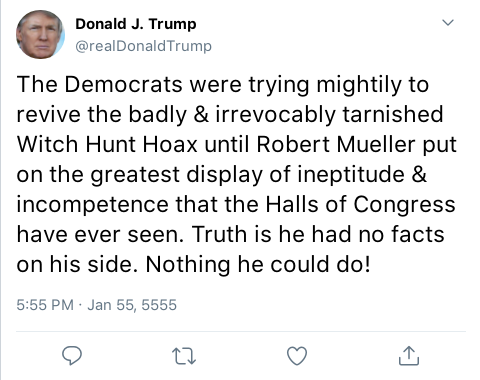 Donald J. Trump
@realDonaldTrump
The Democrats were trying mightily to
revive the badly & irrevocably tarnished
Witch Hunt Hoax until Robert Mueller put
on the greatest display of ineptitude &
incompetence that the Halls of Congress
have ever seen. Truth is he had no facts
on his side. Nothing he could do!
5:55 PM · Jan 55, 5555